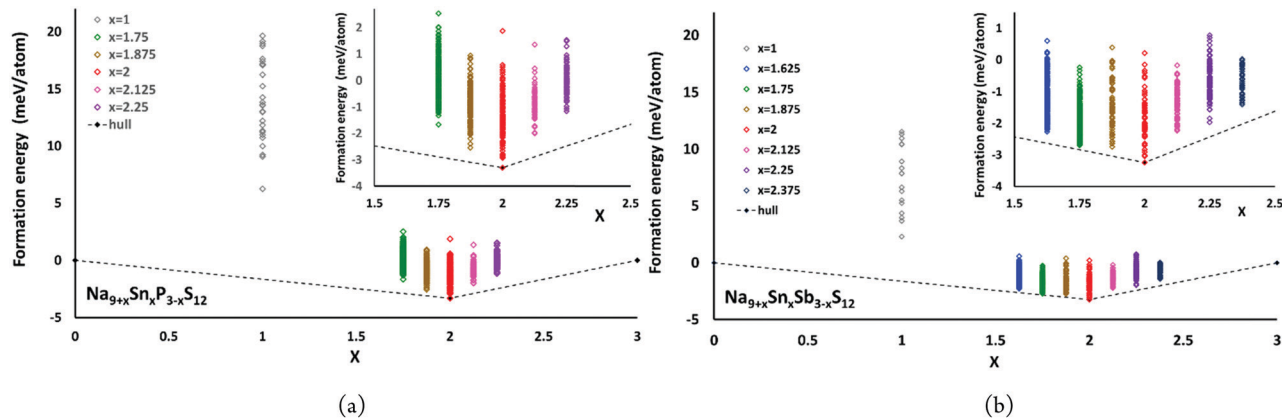 Formation energy (meV/atom)
20
15
10
5
0
-5
x=1
x=1.75
x=1.875
x=2
x=2.125
x=2.25
hull
Formation energy (meV/atom)
2
1
0
-1
-2
-3
-4
1.5
1.75
2
2.25
2.5
X
Na9+xSnxP3-xS12
0
0.5
1
1.5
2
2.5
3
X
(a)
Formation energy (meV/atom)
20
15
10
5
0
-5
x=1
x=1.625
x=1.75
x=1.875
x=2
x=2.125
x=2.25
x=2.375
hull
Formation energy (meV/atom)
1
0
-1
-2
-3
-4
1.5
1.75
2
2.25
2.5
X
Na9+xSnxSb3-xS12
0
0.5
1
1.5
2
2.5
3
X
(b)